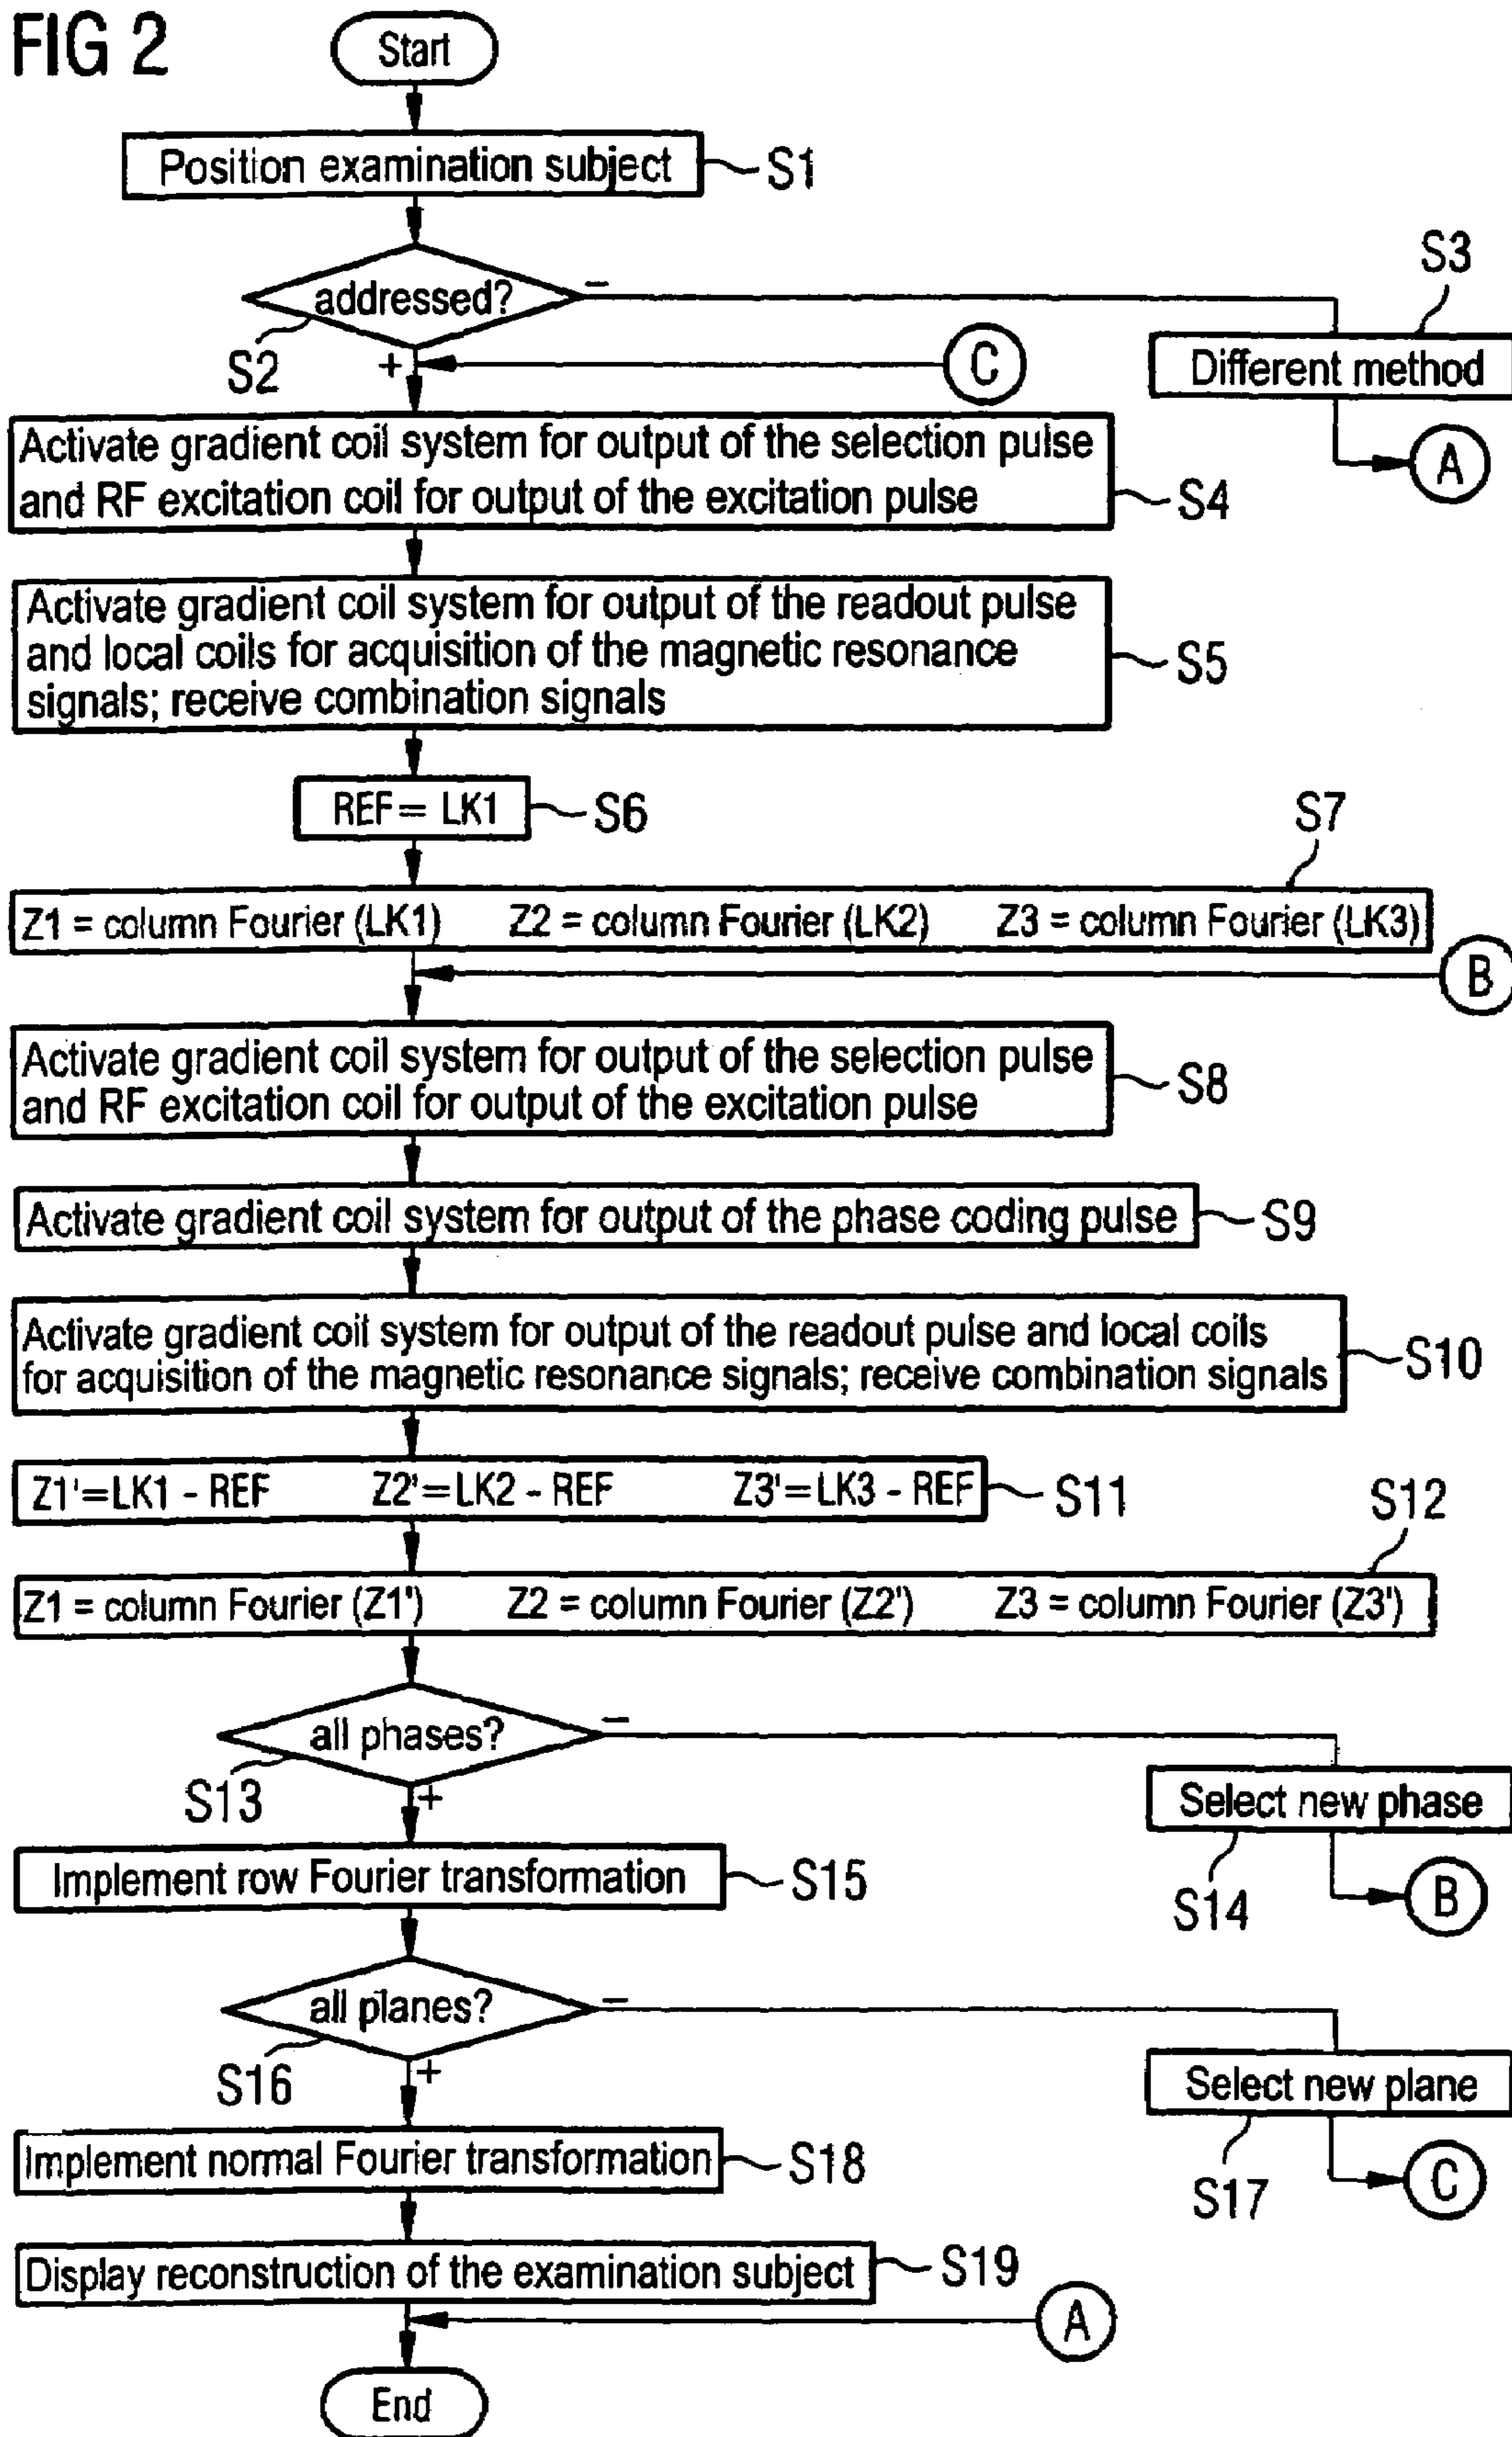 FIG 2
Start
Position examination subject
S1
addressed?
–
S2
+
C
S3
Different method
A
Activate gradient coil system for output of the selection pulse
and RF excitation coil for output of the excitation pulse
S4
Activate gradient coil system for output of the readout pulse
and local coils for acquisition of the magnetic resonance
signals; receive combination signals
S5
REF = LK1
S6
S7
Z1 = column Fourier (LK1) Z2 = column Fourier (LK2) Z3 = column Fourier (LK3)
B
Activate gradient coil system for output of the selection pulse
and RF excitation coil for output of the excitation pulse
S8
Activate gradient coil system for output of the phase coding pulse
S9
Activate gradient coil system for output of the readout pulse and local coils
for acquisition of the magnetic resonance signals; receive combination signals
S10
Z1'=LK1 - REF Z2'=LK2 - REF Z3'=LK3 - REF
S11
S12
Z1 = column Fourier (Z1') Z2 = column Fourier (Z2') Z3 = column Fourier (Z3')
all phases?
–
S13
+
Select new phase
S14
B
Implement row Fourier transformation
S15
all planes?
–
S16
+
Select new plane
S17
C
Implement normal Fourier transformation
S18
Display reconstruction of the examination subject
S19
A
End